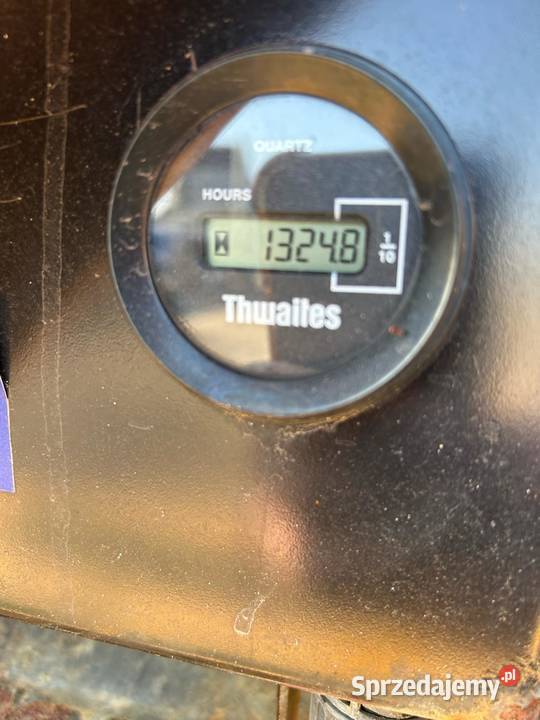 QUARTZ
HOURS
1324.8
1/10
Thwaites
Sprzedajemy.pl